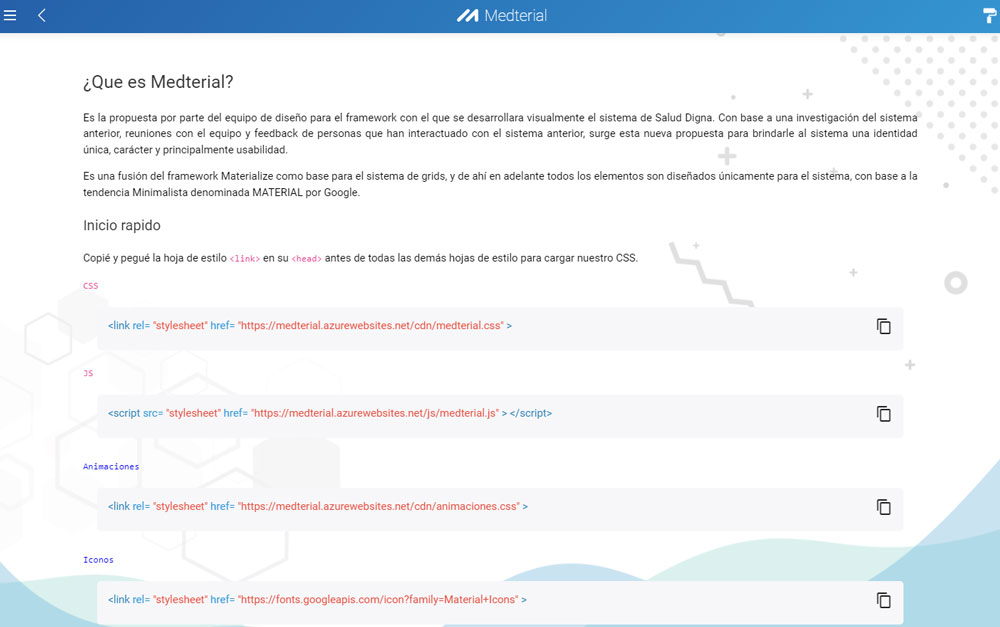 Medterial
¿Que es Medterial?
Es la propuesta por parte del equipo de diseño para el framework con el que se desarrollara visualmente el sistema de Salud Digna. Con base a una investigación del sistema
anterior, reuniones con el equipo y feedback de personas que han interactuado con el sistema anterior, surge esta nueva propuesta para brindarle al sistema una identidad
única, carácter y principalmente usabilidad.
Es una fusión del framework Materialize como base para el sistema de grids, y de ahí en adelante todos los elementos son diseñados únicamente para el sistema, con base a la
tendencia Minimalista denominada MATERIAL por Google.
Inicio rapido
Copié y pegué la hoja de estilo <link> en su <head> antes de todas las demás hojas de estilo para cargar nuestro CSS.
CSS
<link rel= "stylesheet" href= "https://medterial.azurewebsites.net/cdn/medterial.css" >
JS
<script src= "stylesheet" href= "https://medterial.azurewebsites.net/js/medterial.js" > </script>
Animaciones
<link rel= "stylesheet" href= "https://medterial.azurewebsites.net/cdn/animaciones.css" >
Iconos
<link rel= "stylesheet" href= "https://fonts.googleapis.com/icon?family=Material+Icons" >